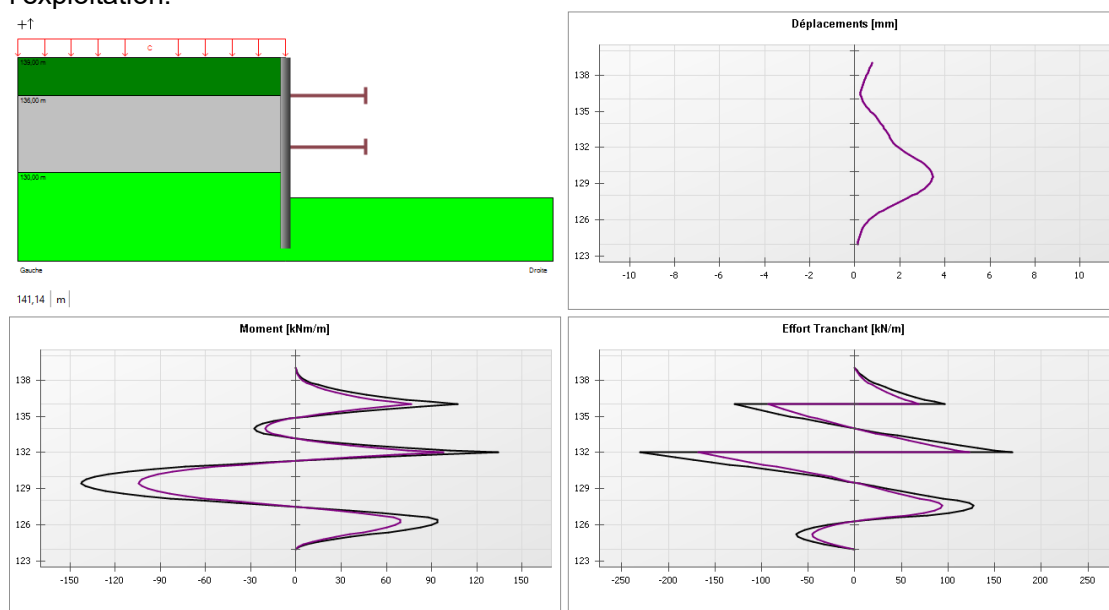 l'exploitation.
+↑
C
139,00 m
136,00 m
130,00 m
Gauche
Droite
141,14 m
Déplacements [mm]
138
135
132
129
126
123
-10 -8 -6 -4 -2 0 2 4 6 8 10
Moment [kNm/m]
138
135
132
129
126
123
-150 -120 -90 -60 -30 0 30 60 90 120 150
Effort Tranchant [kN/m]
138
135
132
129
126
123
-250 -200 -150 -100 -50 0 50 100 150 200 250